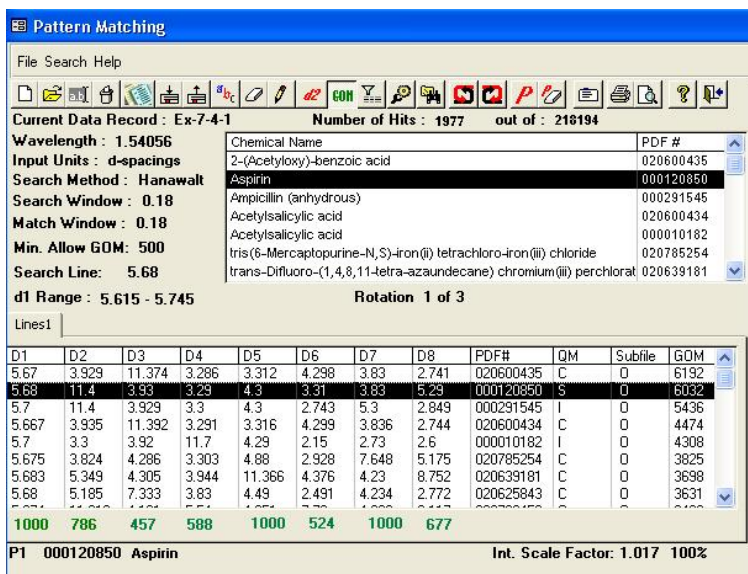 Pattern Matching
File Search Help
a b c d2 GOM P P ?
Current Data Record : Ex-7-4-1 Number of Hits : 1977 out of : 218194
Wavelength : 1.54056
Input Units : d-spacings
Search Method : Hanawalt
Search Window : 0.18
Match Window : 0.18
Min. Allow GOM: 500
Search Line: 5.68
Chemical Name PDF #
2-(Acetyloxy)-benzoic acid 020600435
Aspirin 000120850
Ampicillin (anhydrous) 000291545
Acetylsalicylic acid 020600434
Acetylsalicylic acid 000010182
tris(6-Mercaptopurine-N,S)-iron(ii) tetrachloro-iron(iii) chloride 020785254
trans-Difluoro-(1,4,8,11-tetra-azaundecane) chromium(iii) perchlorat 020639181
d1 Range : 5.615 - 5.745 Rotation 1 of 3
Lines1
D1 D2 D3 D4 D5 D6 D7 D8 PDF# QM Subfile GOM
5.67 3.929 11.374 3.286 3.312 4.298 3.83 2.741 020600435 C O 6192
5.68 11.4 3.93 3.29 4.3 3.31 3.83 5.29 000120850 S O 6032
5.7 11.4 3.929 3.3 4.3 2.743 5.3 2.849 000291545 I O 5436
5.667 3.935 11.392 3.291 3.316 4.299 3.836 2.744 020600434 C O 4474
5.7 3.3 3.92 11.7 4.29 2.15 2.73 2.6 000010182 I O 4308
5.675 3.824 4.286 3.303 4.88 2.928 7.648 5.175 020785254 C O 3825
5.683 5.349 4.305 3.944 11.366 4.376 4.23 8.752 020639181 C O 3698
5.68 5.185 7.333 3.83 4.49 2.491 4.234 2.772 020625843 C O 3631
1000 786 457 588 1000 524 1000 677
P1 000120850 Aspirin Int. Scale Factor: 1.017 100%